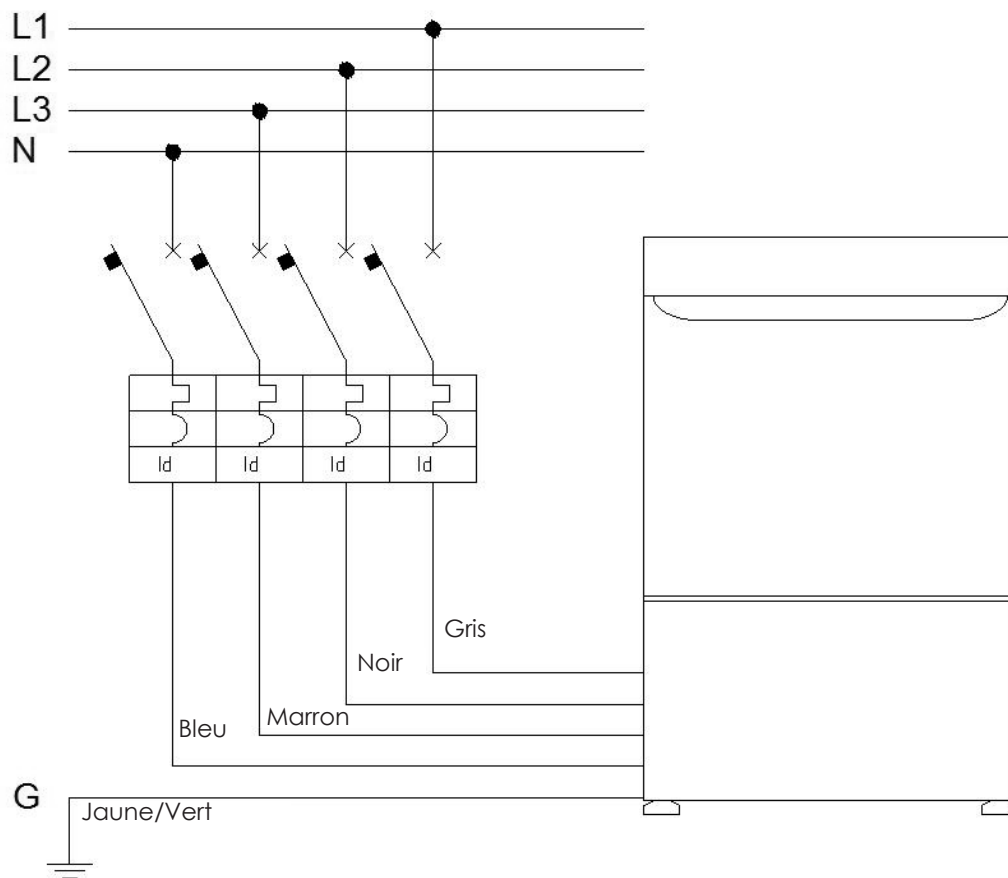 L1
L2
L3
N
Id Id Id Id
Gris
Noir
Marron
Bleu
G
Jaune/Vert